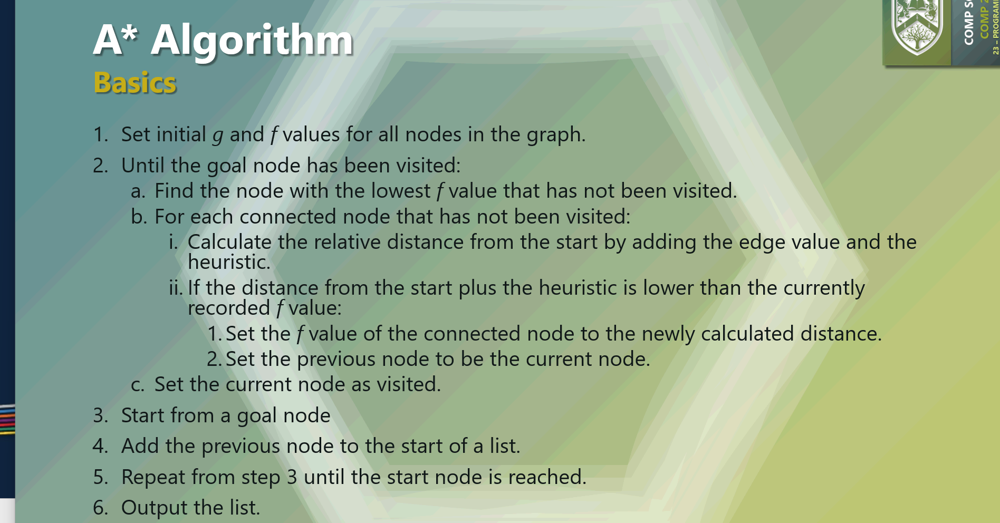 A* Algorithm
Basics
1. Set initial g and f values for all nodes in the graph.
2. Until the goal node has been visited:
a. Find the node with the lowest f value that has not been visited.
b. For each connected node that has not been visited:
i. Calculate the relative distance from the start by adding the edge value and the
heuristic.
ii. If the distance from the start plus the heuristic is lower than the currently
recorded f value:
1. Set the f value of the connected node to the newly calculated distance.
2. Set the previous node to be the current node.
c. Set the current node as visited.
3. Start from a goal node
4. Add the previous node to the start of a list.
5. Repeat from step 3 until the start node is reached.
6. Output the list.
COMP
COMP
23 –